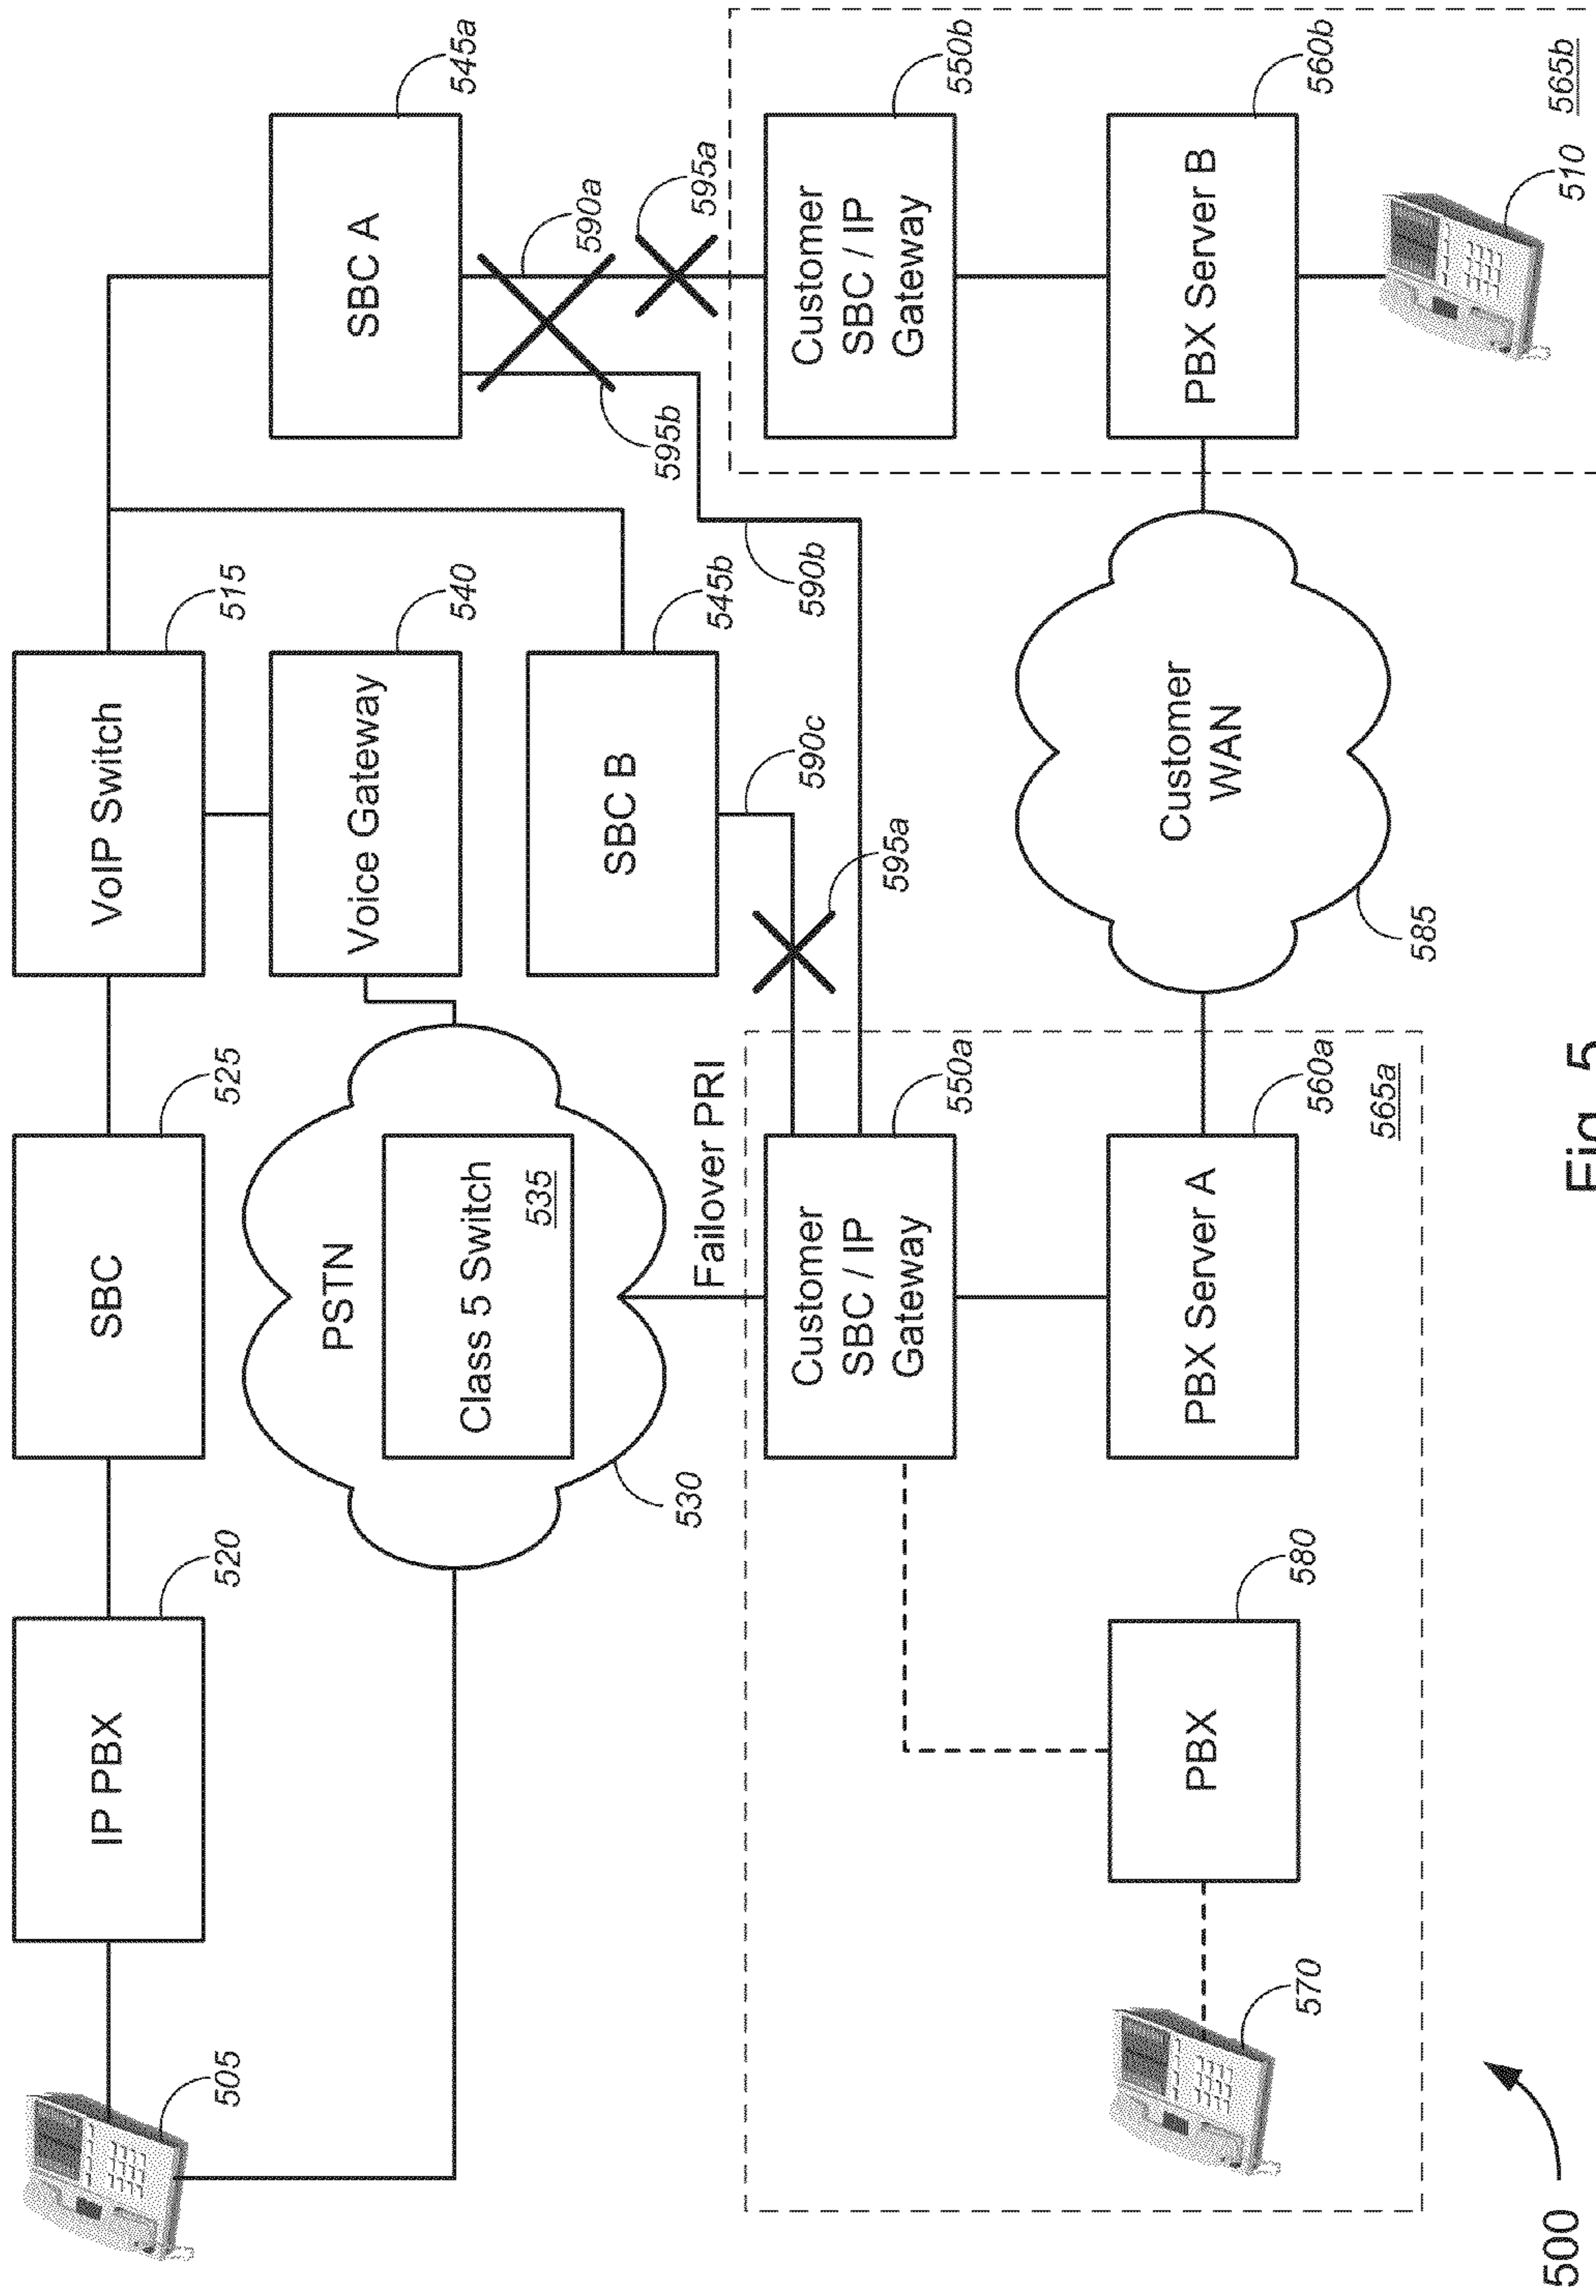 505
IP PBX
520
SBC
525
VoIP Switch
515
PSTN
Class 5 Switch
535
530
Voice Gateway
540
SBC A
545a
SBC B
545b
590a
595b
595a
590c
595a
590b
Failover PRI
Customer
SBC / IP
Gateway
550a
Customer
SBC / IP
Gateway
550b
570
PBX
580
PBX Server A
560a
565a
Customer
WAN
585
PBX Server B
560b
510
565b
500
Fig. 5